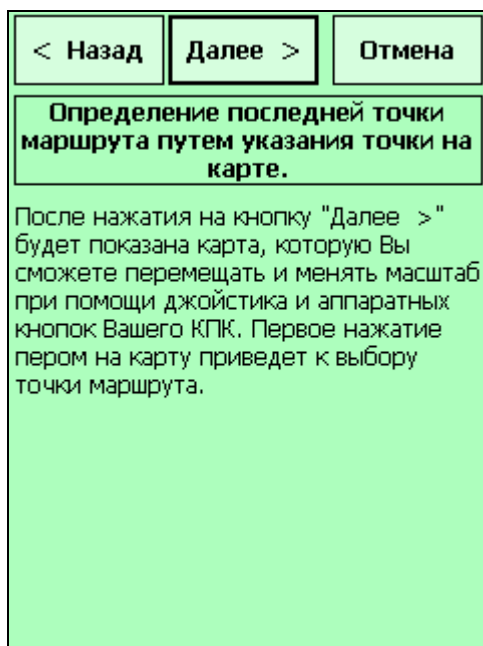 < Назад Далее > Отмена
Определение последней точки
маршрута путем указания точки на
карте.
После нажатия на кнопку "Далее >"
будет показана карта, которую Вы
сможете перемещать и менять масштаб
при помощи джойстика и аппаратных
кнопок Вашего КПК. Первое нажатие
пером на карту приведет к выбору
точки маршрута.